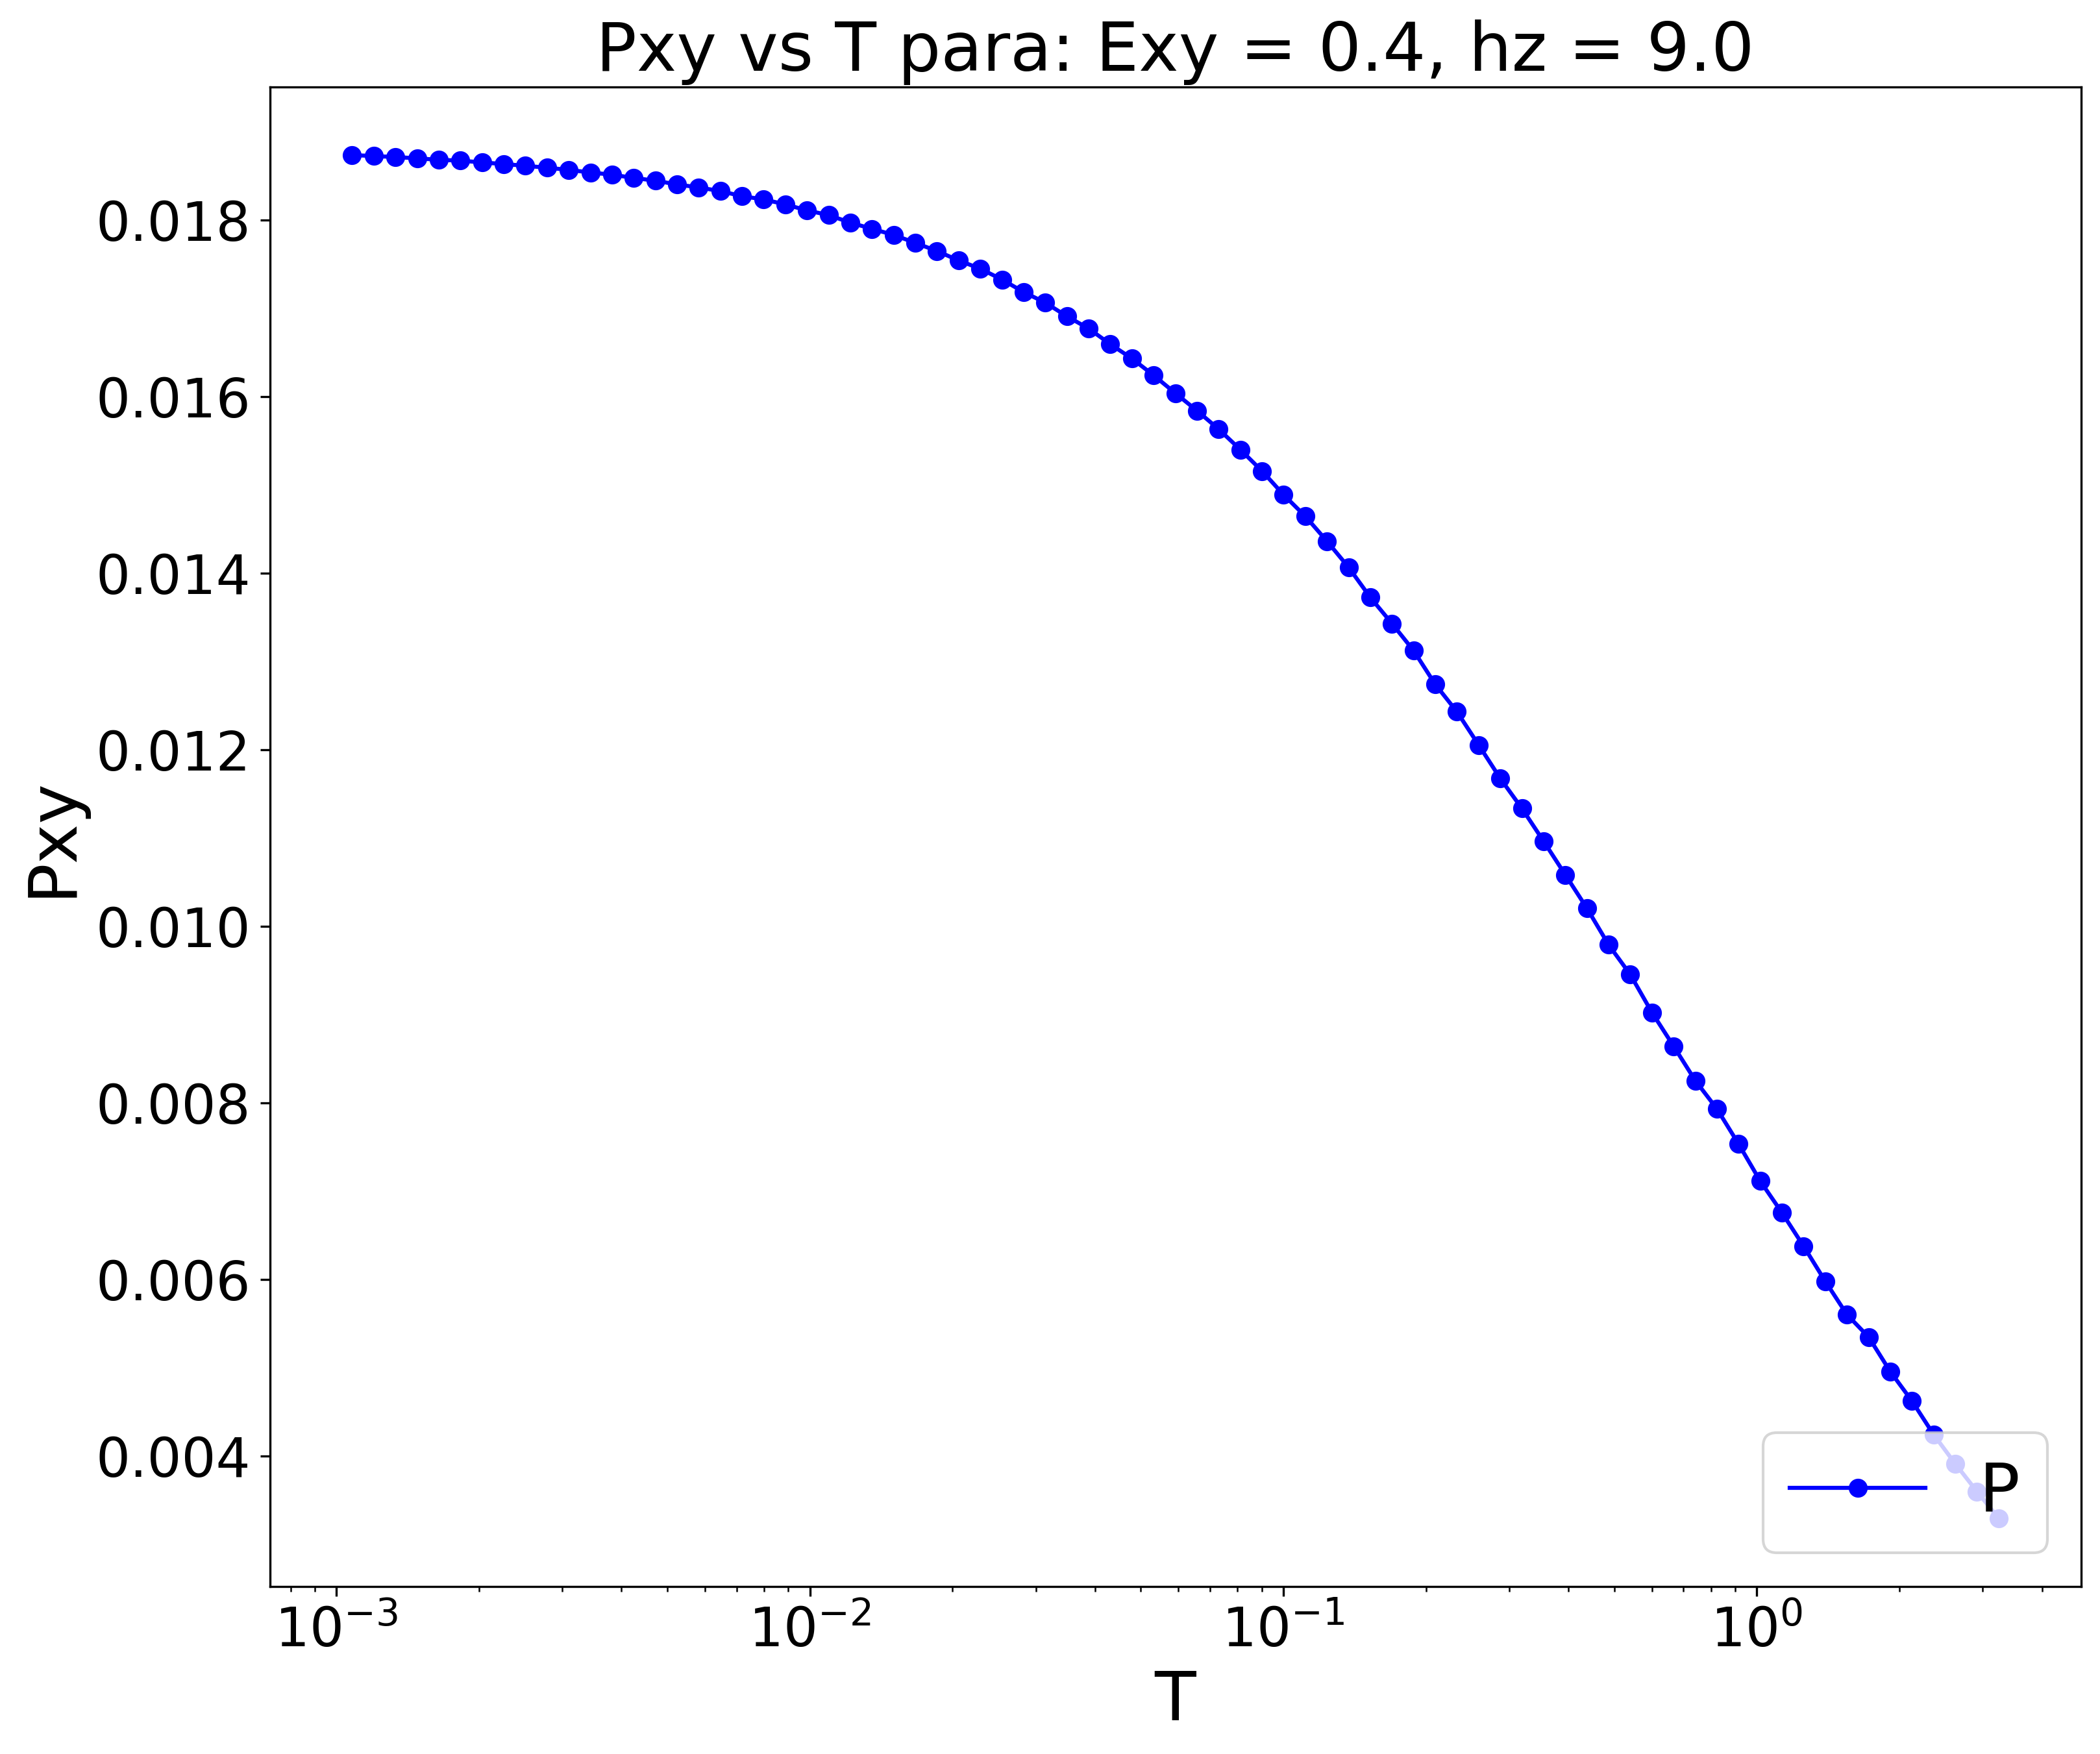 Pxy vs T para: Exy = 0.4, hz = 9.0
0.018
0.016
0.014
0.012
0.010
0.008
0.006
0.004
Pxy
P
10⁻³ 10⁻² 10⁻¹ 10⁰
T